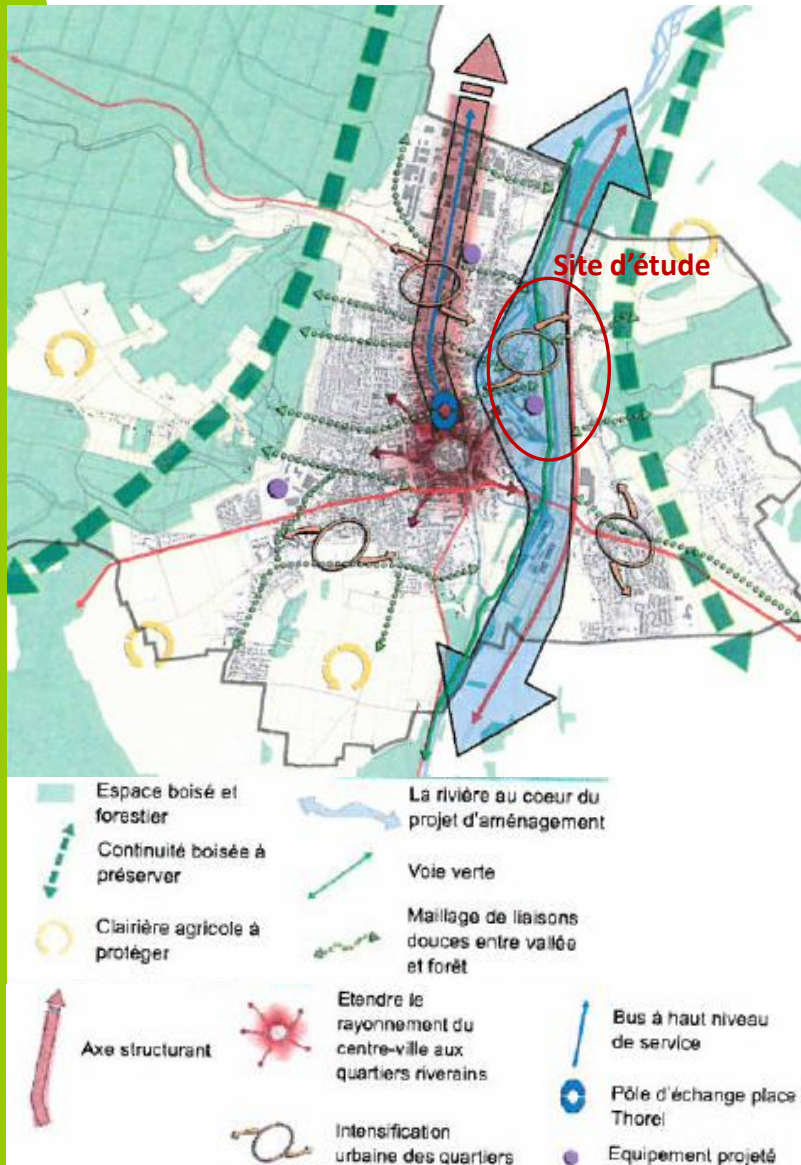 Site d'étude
Espace boisé et
forestier
Continuité boisée à
préserver
Clairière agricole à
protéger
La rivière au coeur du
projet d'aménagement
Voie verte
Maillage de liaisons
douces entre vallée
et forêt
Axe structurant
Etendre le
rayonnement du
centre-ville aux
quartiers riverains
Intensification
urbaine des quartiers
Bus à haut niveau
de service
Pôle d'échange place
Thorel
Equipement projeté